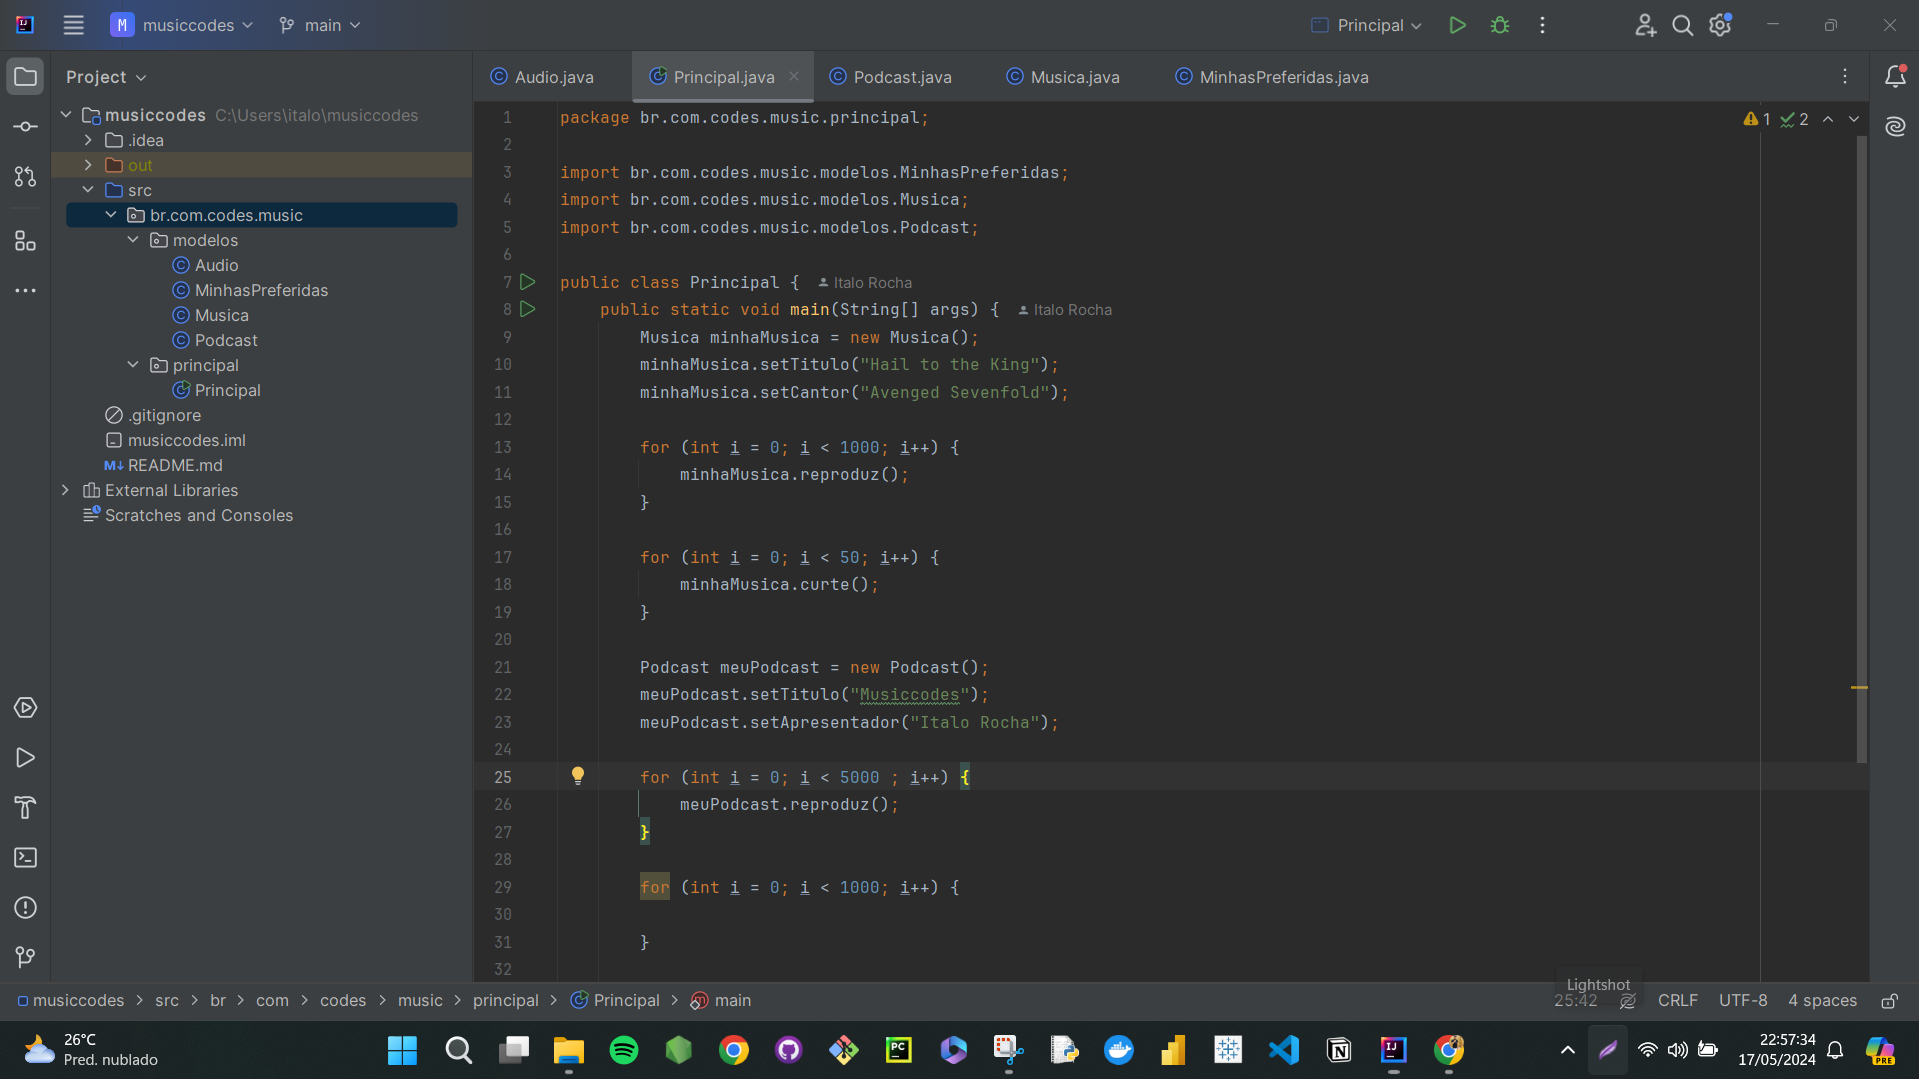 M musiccodes main Principal
Project
musiccodes C:\Users\italo\musiccodes
.idea
out
src
br.com.codes.music
modelos
Audio
MinhasPreferidas
Musica
Podcast
principal
Principal
.gitignore
musiccodes.iml
README.md
External Libraries
Scratches and Consoles
Audio.java Principal.java Podcast.java Musica.java MinhasPreferidas.java
1 2
1 package br.com.codes.music.principal;
2
3 import br.com.codes.music.modelos.MinhasPreferidas;
4 import br.com.codes.music.modelos.Musica;
5 import br.com.codes.music.modelos.Podcast;
6
7 public class Principal { Italo Rocha
8 public static void main(String[] args) { Italo Rocha
9 Musica minhaMusica = new Musica();
10 minhaMusica.setTitulo("Hail to the King");
11 minhaMusica.setCantor("Avenged Sevenfold");
12
13 for (int i = 0; i < 1000; i++) {
14 minhaMusica.reproduz();
15 }
16
17 for (int i = 0; i < 50; i++) {
18 minhaMusica.curte();
19 }
20
21 Podcast meuPodcast = new Podcast();
22 meuPodcast.setTitulo("Musiccodes");
23 meuPodcast.setApresentador("Italo Rocha");
24
25 for (int i = 0; i < 5000 ; i++) {
26 meuPodcast.reproduz();
27 }
28
29 for (int i = 0; i < 1000; i++) {
30
31 }
32
Lightshot
musiccodes > src > br > com > codes > music > principal > Principal > main 25:42 CRLF UTF-8 4 spaces
26°C
Pred. nublado
22:57:34
17/05/2024